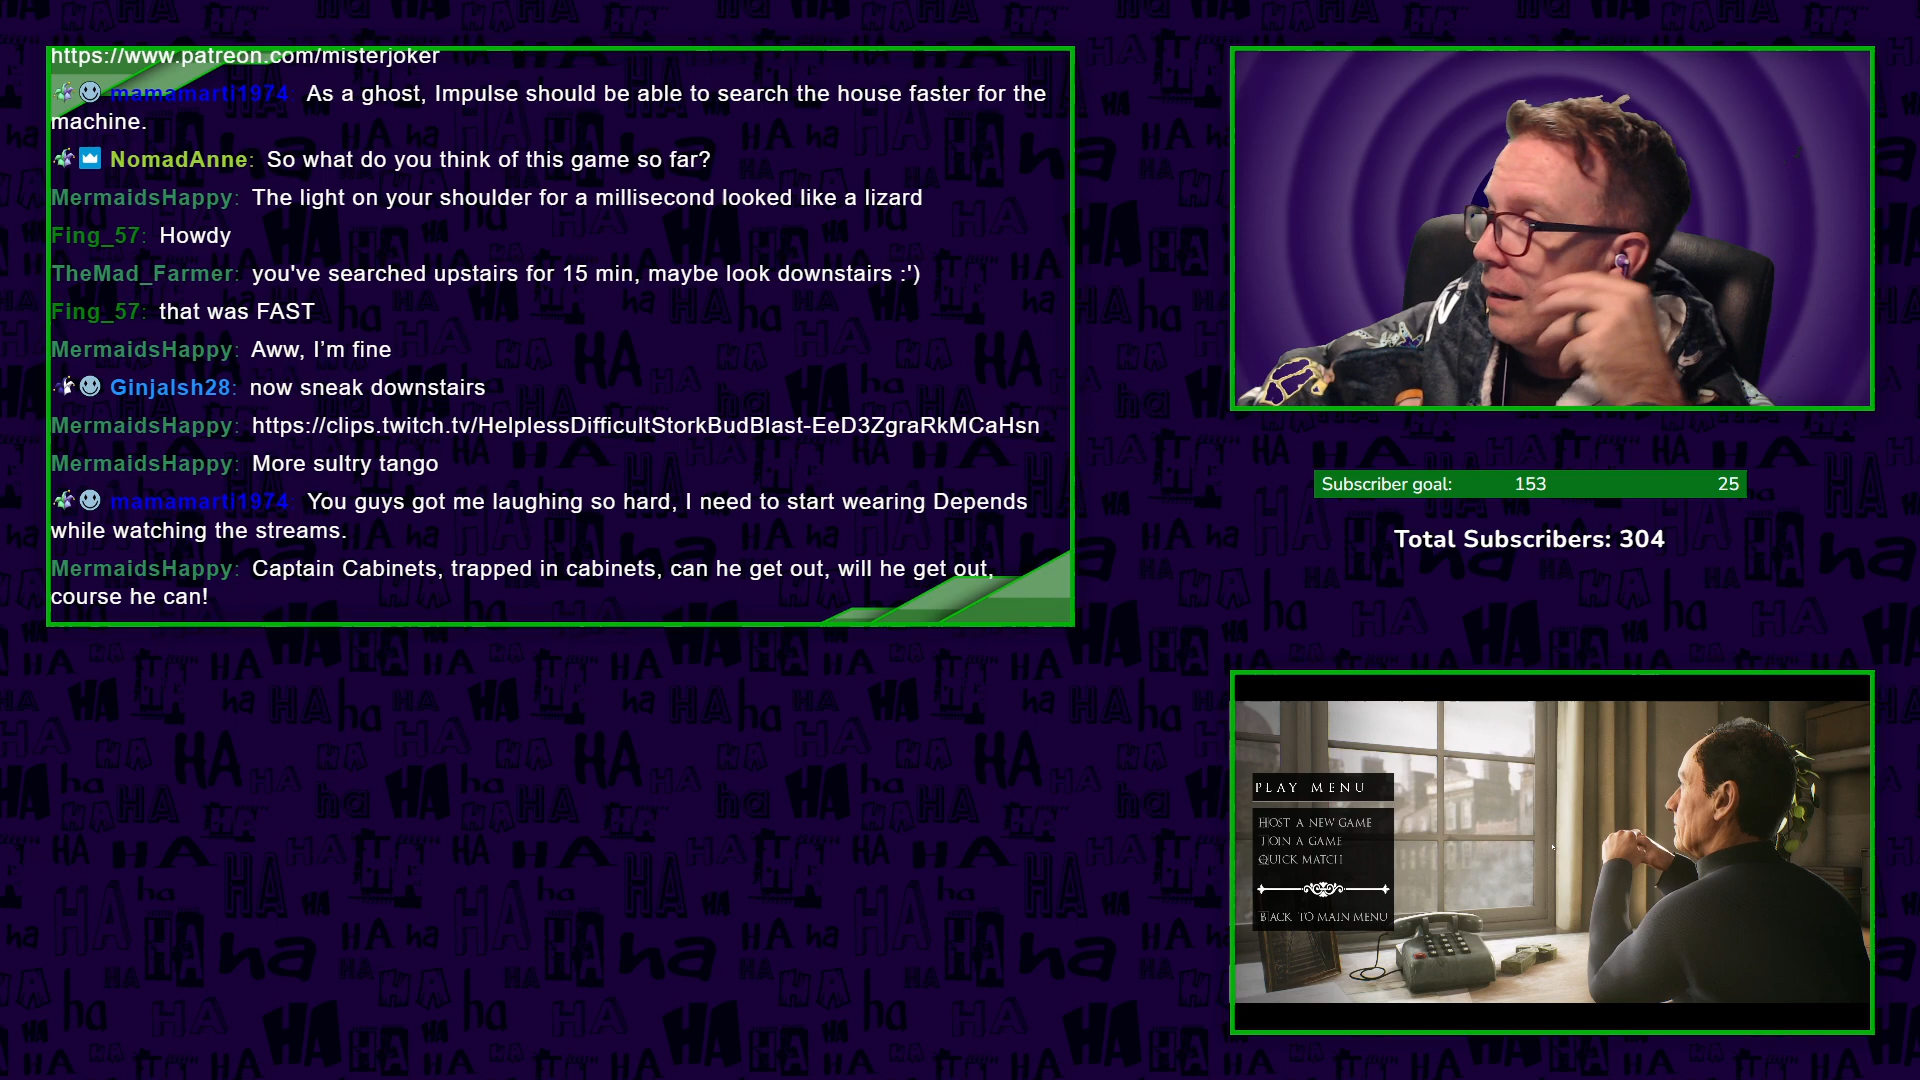 https://www.patreon.com/misterjoker
mamamarti1974 As a ghost, Impulse should be able to search the house faster for the
machine.
NomadAnne: So what do you think of this game so far?
MermaidsHappy: The light on your shoulder for a millisecond looked like a lizard
Fing_57: Howdy
TheMad_Farmer: you've searched upstairs for 15 min, maybe look downstairs :')
Fing_57: that was FAST
MermaidsHappy: Aww, I’m fine
Ginjalsh28: now sneak downstairs
MermaidsHappy: https://clips.twitch.tv/HelplessDifficultStorkBudBlast-EeD3ZgraRkMCaHsn
MermaidsHappy: More sultry tango
mamamarti1974 You guys got me laughing so hard, I need to start wearing Depends
while watching the streams.
MermaidsHappy: Captain Cabinets, trapped in cabinets, can he get out, will he get out,
course he can!
Subscriber goal: 153 25
Total Subscribers: 304
PLAY MENU
HOST A NEW GAME
JOIN A GAME
QUICK MATCH
BACK TO MAIN MENU